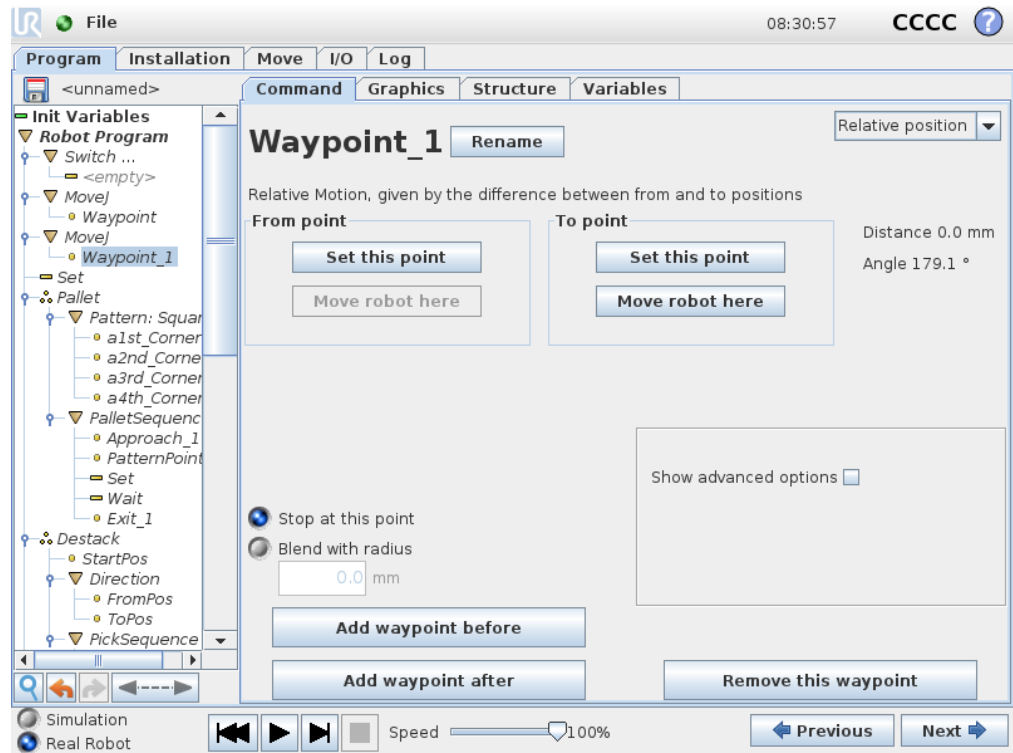 UR File 08:30:57 CCCC ?
Program Installation Move I/O Log
<unnamed>
Command Graphics Structure Variables
Init Variables
Robot Program
Switch ...
<empty>
MoveJ
Waypoint
MoveJ
Waypoint_1
Set
Pallet
Pattern: Squar
a1st_Corner
a2nd_Corne
a3rd_Corner
a4th_Corner
PalletSequenc
Approach_1
PatternPoint
Set
Wait
Exit_1
Destack
StartPos
Direction
FromPos
ToPos
PickSequence
Waypoint_1 Rename
Relative position
Relative Motion, given by the difference between from and to positions
From point
Set this point
Move robot here
To point
Set this point
Move robot here
Distance 0.0 mm
Angle 179.1 °
Show advanced options
Stop at this point
Blend with radius
0.0 mm
Add waypoint before
Add waypoint after
Remove this waypoint
Simulation
Real Robot
Speed 100%
Previous Next